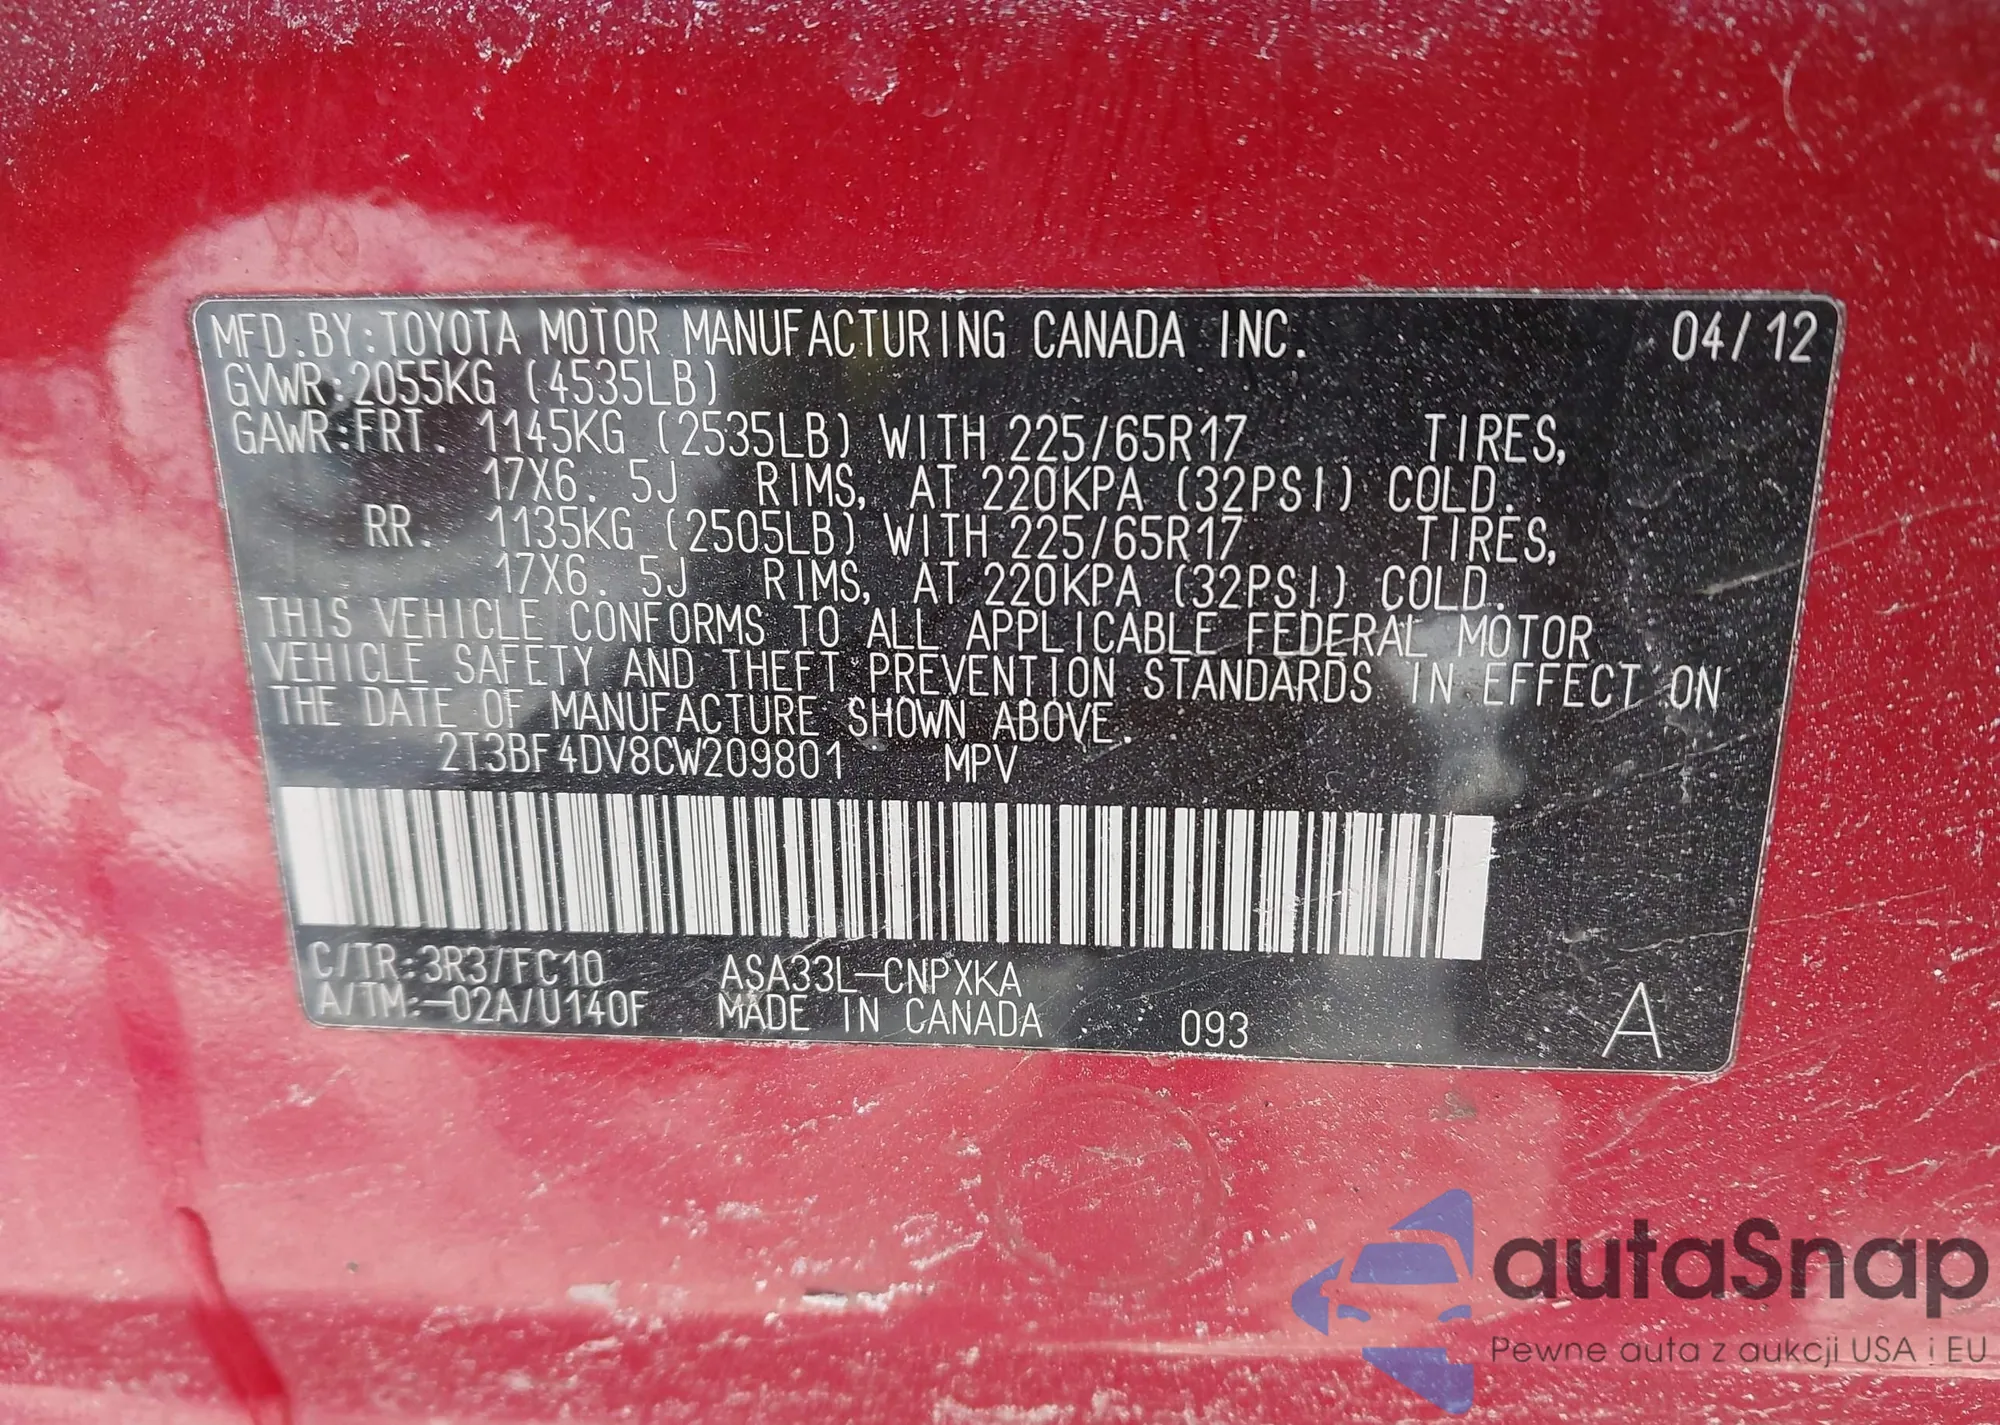 MFD. BY: TOYOTA MOTOR MANUFACTURING CANADA INC. 04/12
GVWR: 2055KG (4535LB)
GAWR: FRT. 1145KG (2535LB) WITH 225/65R17 TIRES,
17X6. 5J RIMS, AT 220KPA (32PSI) COLD.
RR. 1135KG (2505LB) WITH 225/65R17 TIRES,
17X6. 5J RIMS, AT 220KPA (32PSI) COLD.
THIS VEHICLE CONFORMS TO ALL APPLICABLE FEDERAL MOTOR
VEHICLE SAFETY AND THEFT PREVENTION STANDARDS IN EFFECT ON
THE DATE OF MANUFACTURE SHOWN ABOVE.
2T3BF4DV8CW209801 MPV
C/TR: 3R3/FC10 ASA33L-CNPXKA
A/TM: -02A/U140F MADE IN CANADA 093 A
autaSnap
Pewne auta z aukcji USA i EU